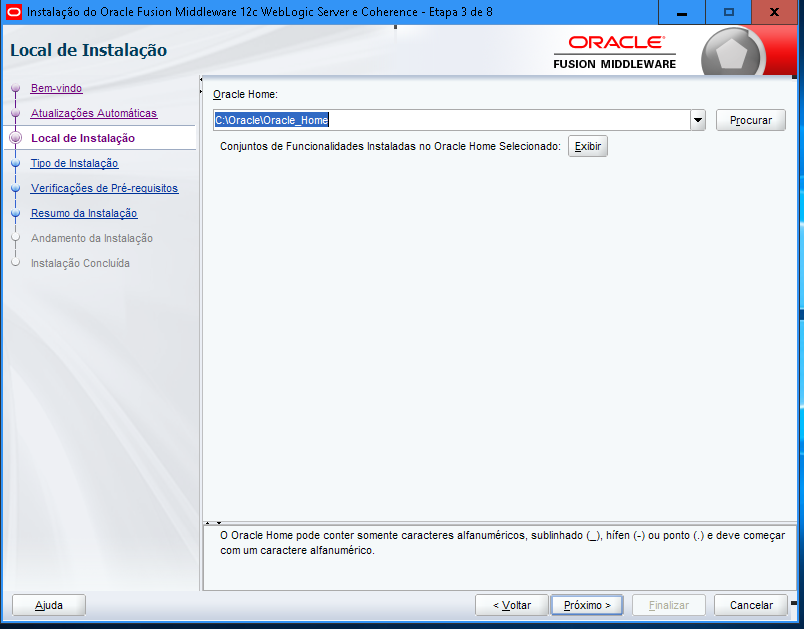 Instalação do Oracle Fusion Middleware 12c WebLogic Server e Coherence - Etapa 3 de 8
Local de Instalação
ORACLE
FUSION MIDDLEWARE
Bem-vindo
Atualizações Automáticas
Local de Instalação
Tipo de Instalação
Verificações de Pré-requisitos
Resumo da Instalação
Andamento da Instalação
Instalação Concluída
Oracle Home:
C:\Oracle\Oracle_Home
Procurar
Conjuntos de Funcionalidades Instaladas no Oracle Home Selecionado: Exibir
O Oracle Home pode conter somente caracteres alfanuméricos, sublinhado (_), hífen (-) ou ponto (.) e deve começar
com um caractere alfanumérico.
Ajuda
< Voltar
Próximo >
Finalizar
Cancelar